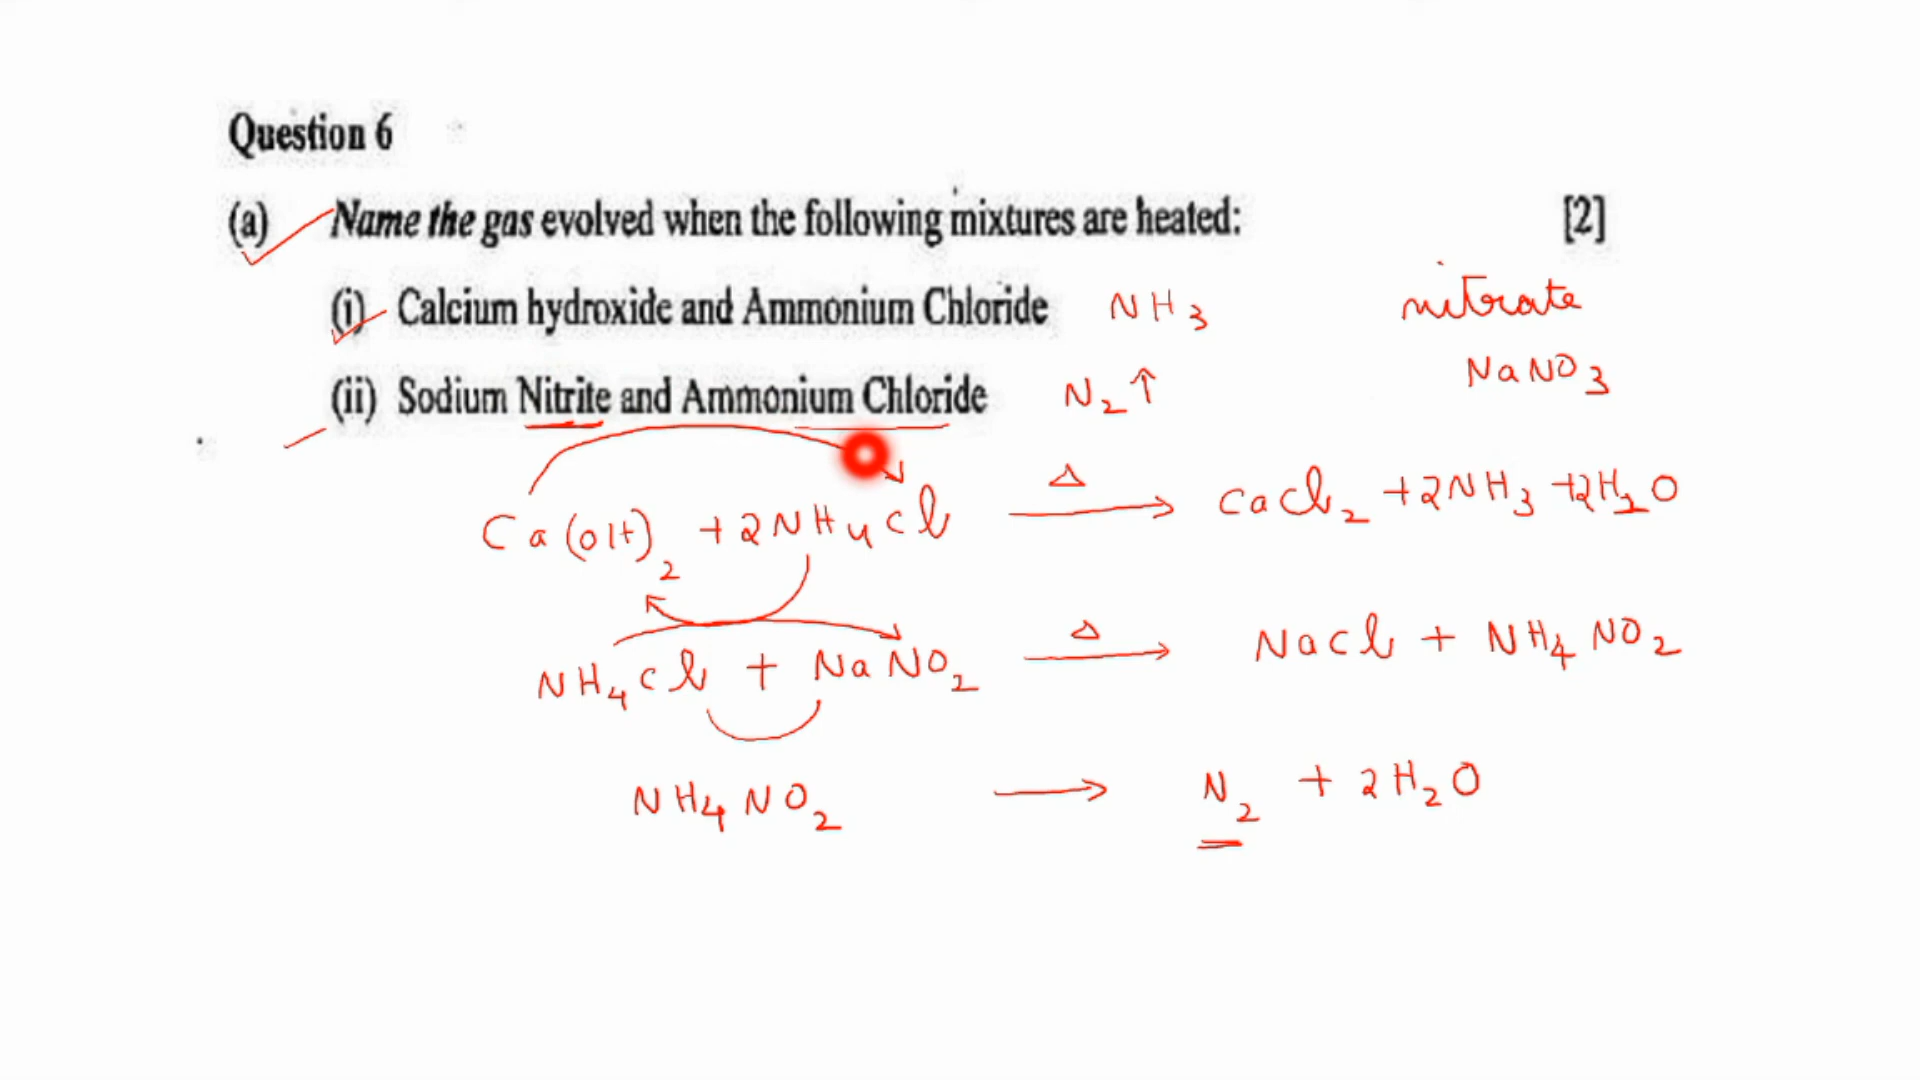 Question 6
(a) Name the gas evolved when the following mixtures are heated: [2]
(i) Calcium hydroxide and Ammonium Chloride NH3 nitrate
(ii) Sodium Nitrite and Ammonium Chloride N2↑ NaNO3
Ca(OH)2 + 2NH4Cl —Δ→ CaCl2 + 2NH3 + 2H2O
NH4Cl + NaNO2 —Δ→ NaCl + NH4NO2
NH4NO2 → N2 + 2H2O